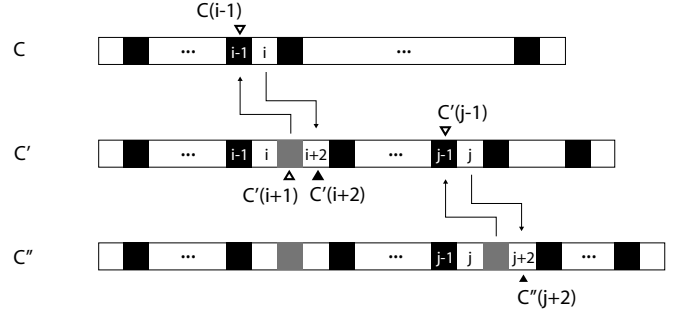 C(i-1)
C ... i-1 i ...
C'(j-1)
C' ... i-1 i i+2 ... j-1 j
C'(i+1) C'(i+2)
C" ... ... j-1 j j+2 ...
C"(j+2)